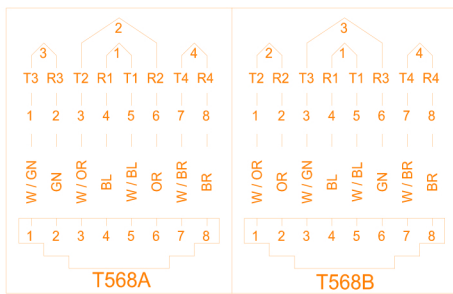 2
3 1 4
T3 R3 T2 R1 T1 R2 T4 R4
1 2 3 4 5 6 7 8
W / GN GN W / OR BL W / BL OR W / BR BR
1 2 3 4 5 6 7 8
T568A
3
2 1 4
T2 R2 T3 R1 T1 R3 T4 R4
1 2 3 4 5 6 7 8
W / OR OR W / GN BL W / BL GN W / BR BR
1 2 3 4 5 6 7 8
T568B